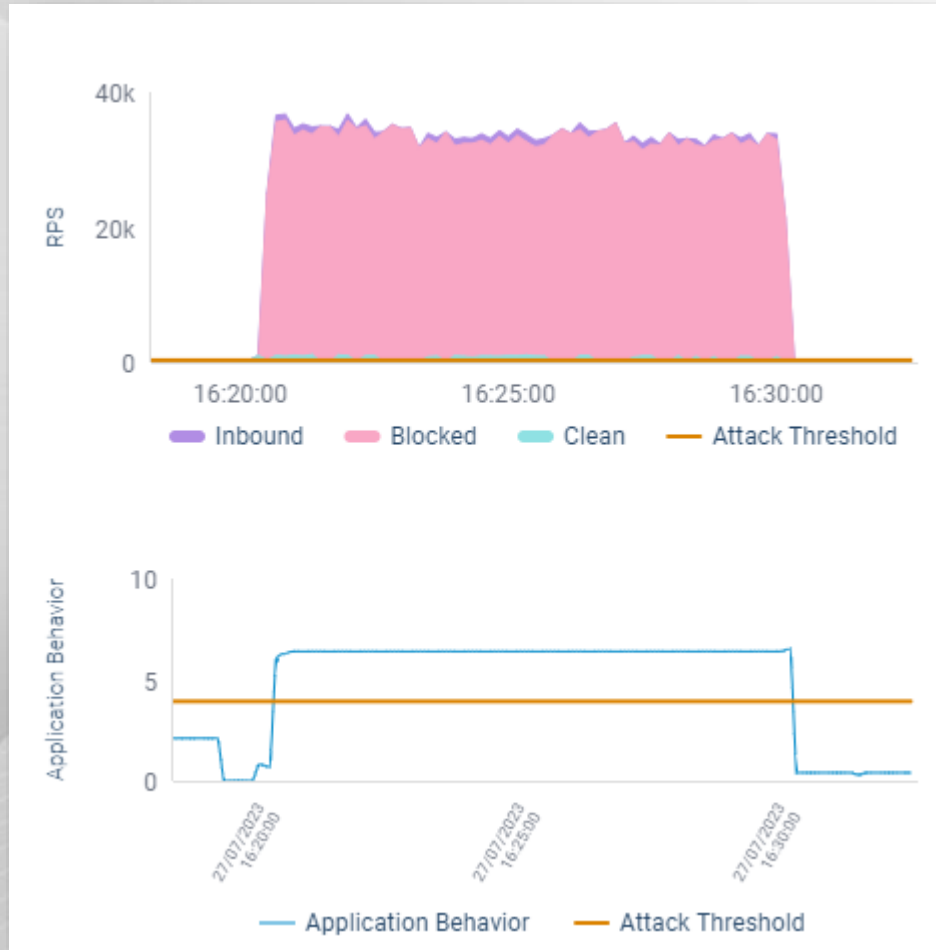 40k
RPS
20k
0
16:20:00 16:25:00 16:30:00
Inbound Blocked Clean Attack Threshold
10
Application Behavior
5
0
27/07/2023
16:20:00
27/07/2023
16:25:00
27/07/2023
16:30:00
Application Behavior Attack Threshold